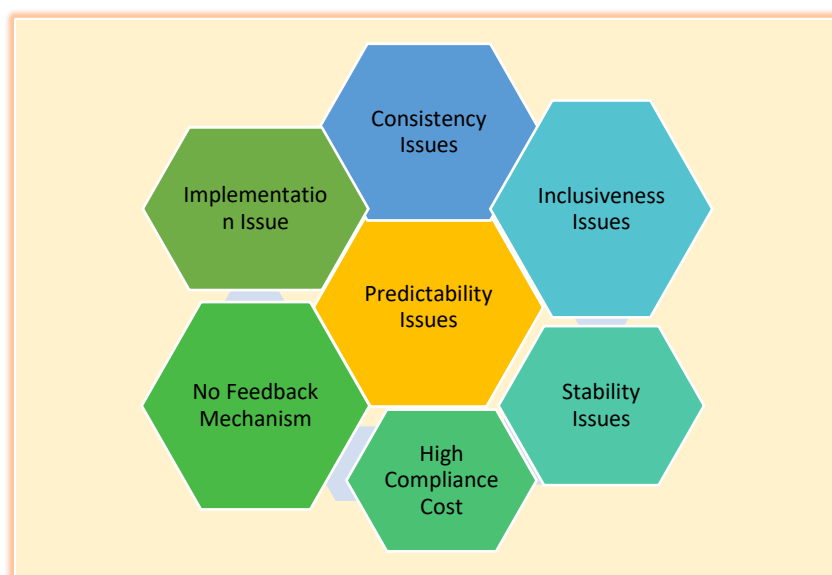 Consistency
Issues
Implementatio
n Issue
Inclusiveness
Issues
Predictability
Issues
No Feedback
Mechanism
Stability
Issues
High
Compliance
Cost